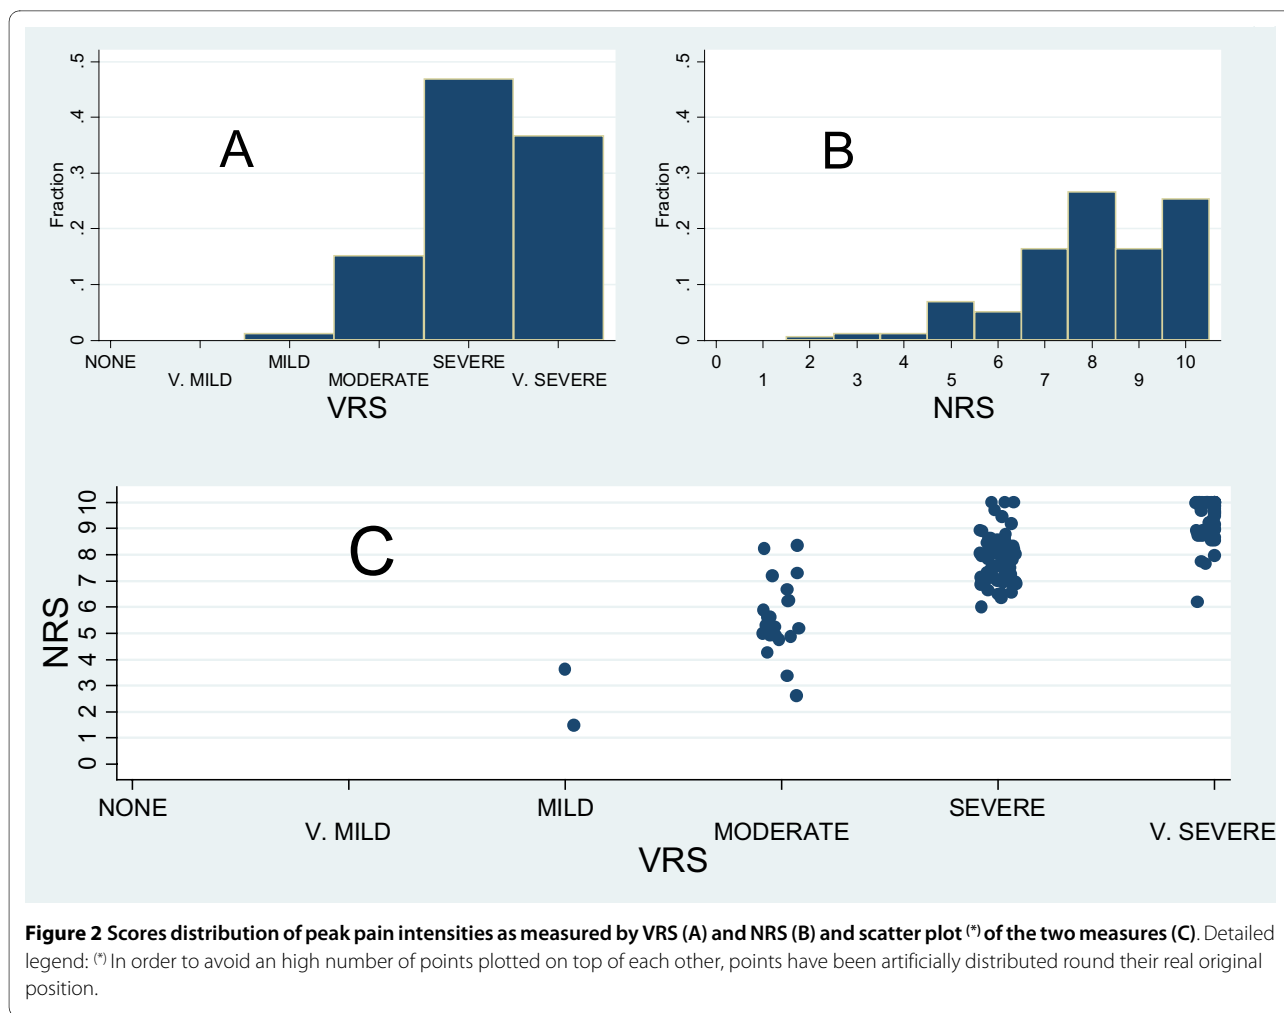 A
Fraction
.5
.4
.3
.2
.1
0
NONE
V. MILD
MILD
MODERATE
SEVERE
V. SEVERE
VRS
B
Fraction
.5
.4
.3
.2
.1
0
0
1
2
3
4
5
6
7
8
9
10
NRS
C
NRS
10
9
8
7
6
5
4
3
2
1
0
NONE
V. MILD
MILD
MODERATE
SEVERE
V. SEVERE
VRS
Figure 2 Scores distribution of peak pain intensities as measured by VRS (A) and NRS (B) and scatter plot (*) of the two measures (C). Detailed
legend: (*) In order to avoid an high number of points plotted on top of each other, points have been artificially distributed round their real original
position.